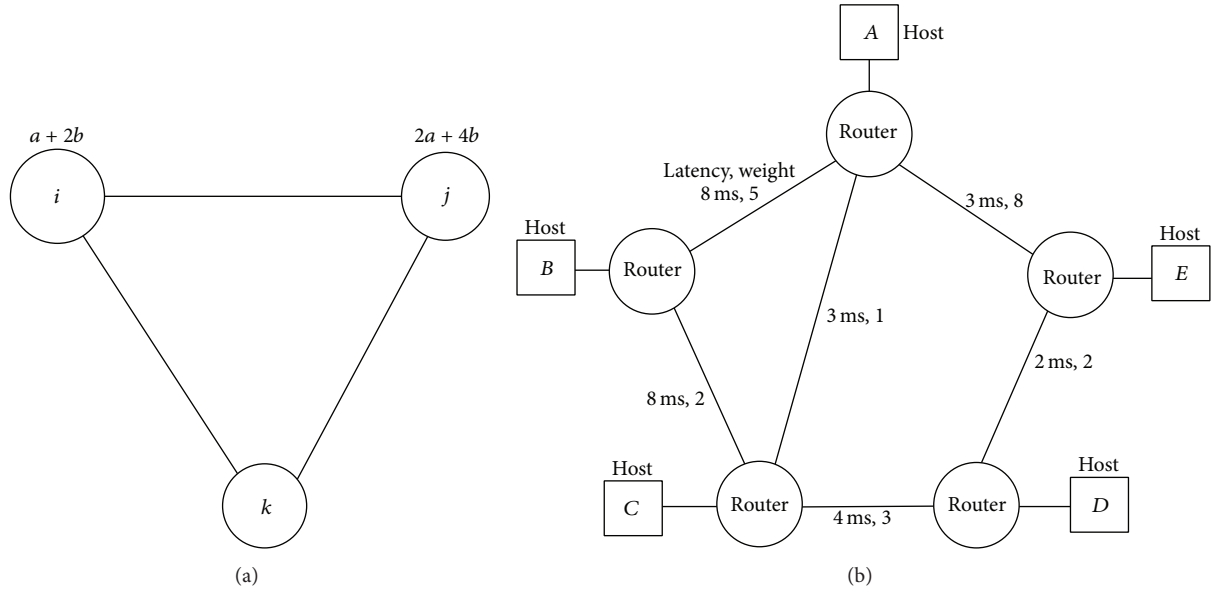 a + 2b
2a + 4b
i
j
k
(a)
A
Host
Router
Latency, weight
8 ms, 5
3 ms, 8
Host
B
Router
Host
E
Router
3 ms, 1
8 ms, 2
2 ms, 2
Host
C
Router
4 ms, 3
Router
Host
D
(b)